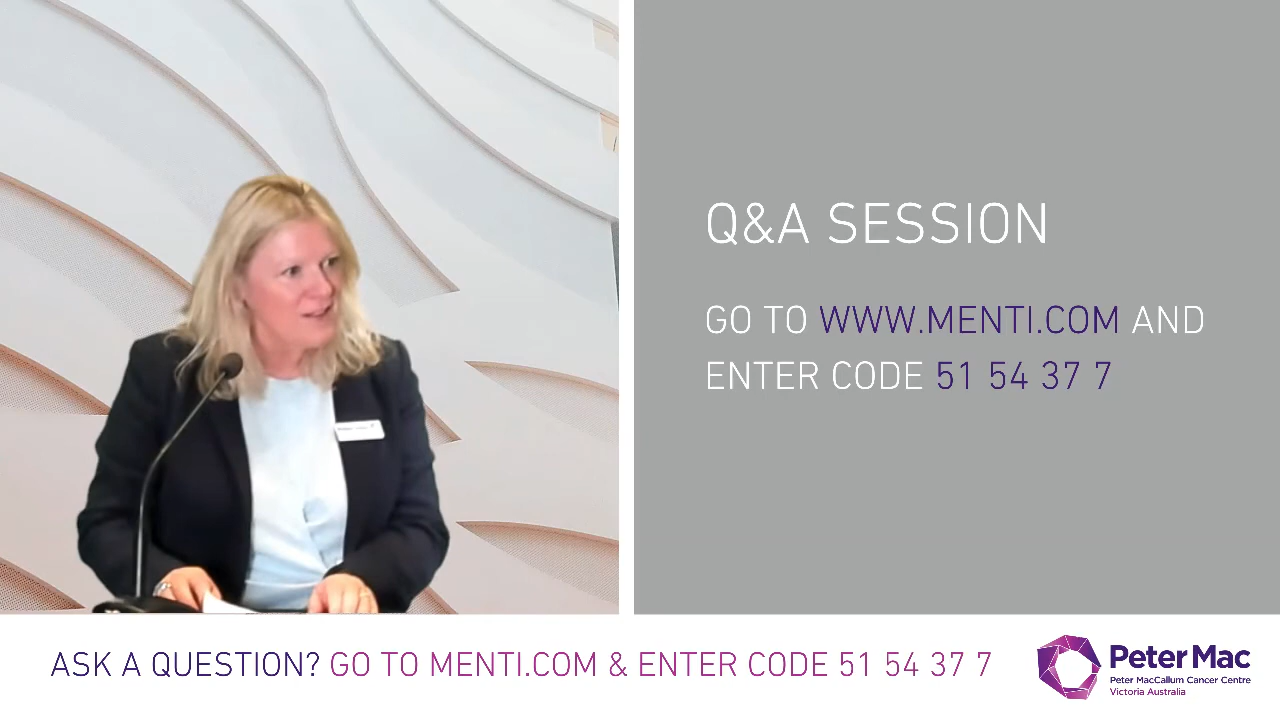 Q&A SESSION
GO TO WWW.MENTI.COM AND
ENTER CODE 51 54 37 7
ASK A QUESTION? GO TO MENTI.COM & ENTER CODE 51 54 37 7
Peter Mac
Peter MacCallum Cancer Centre
Victoria Australia